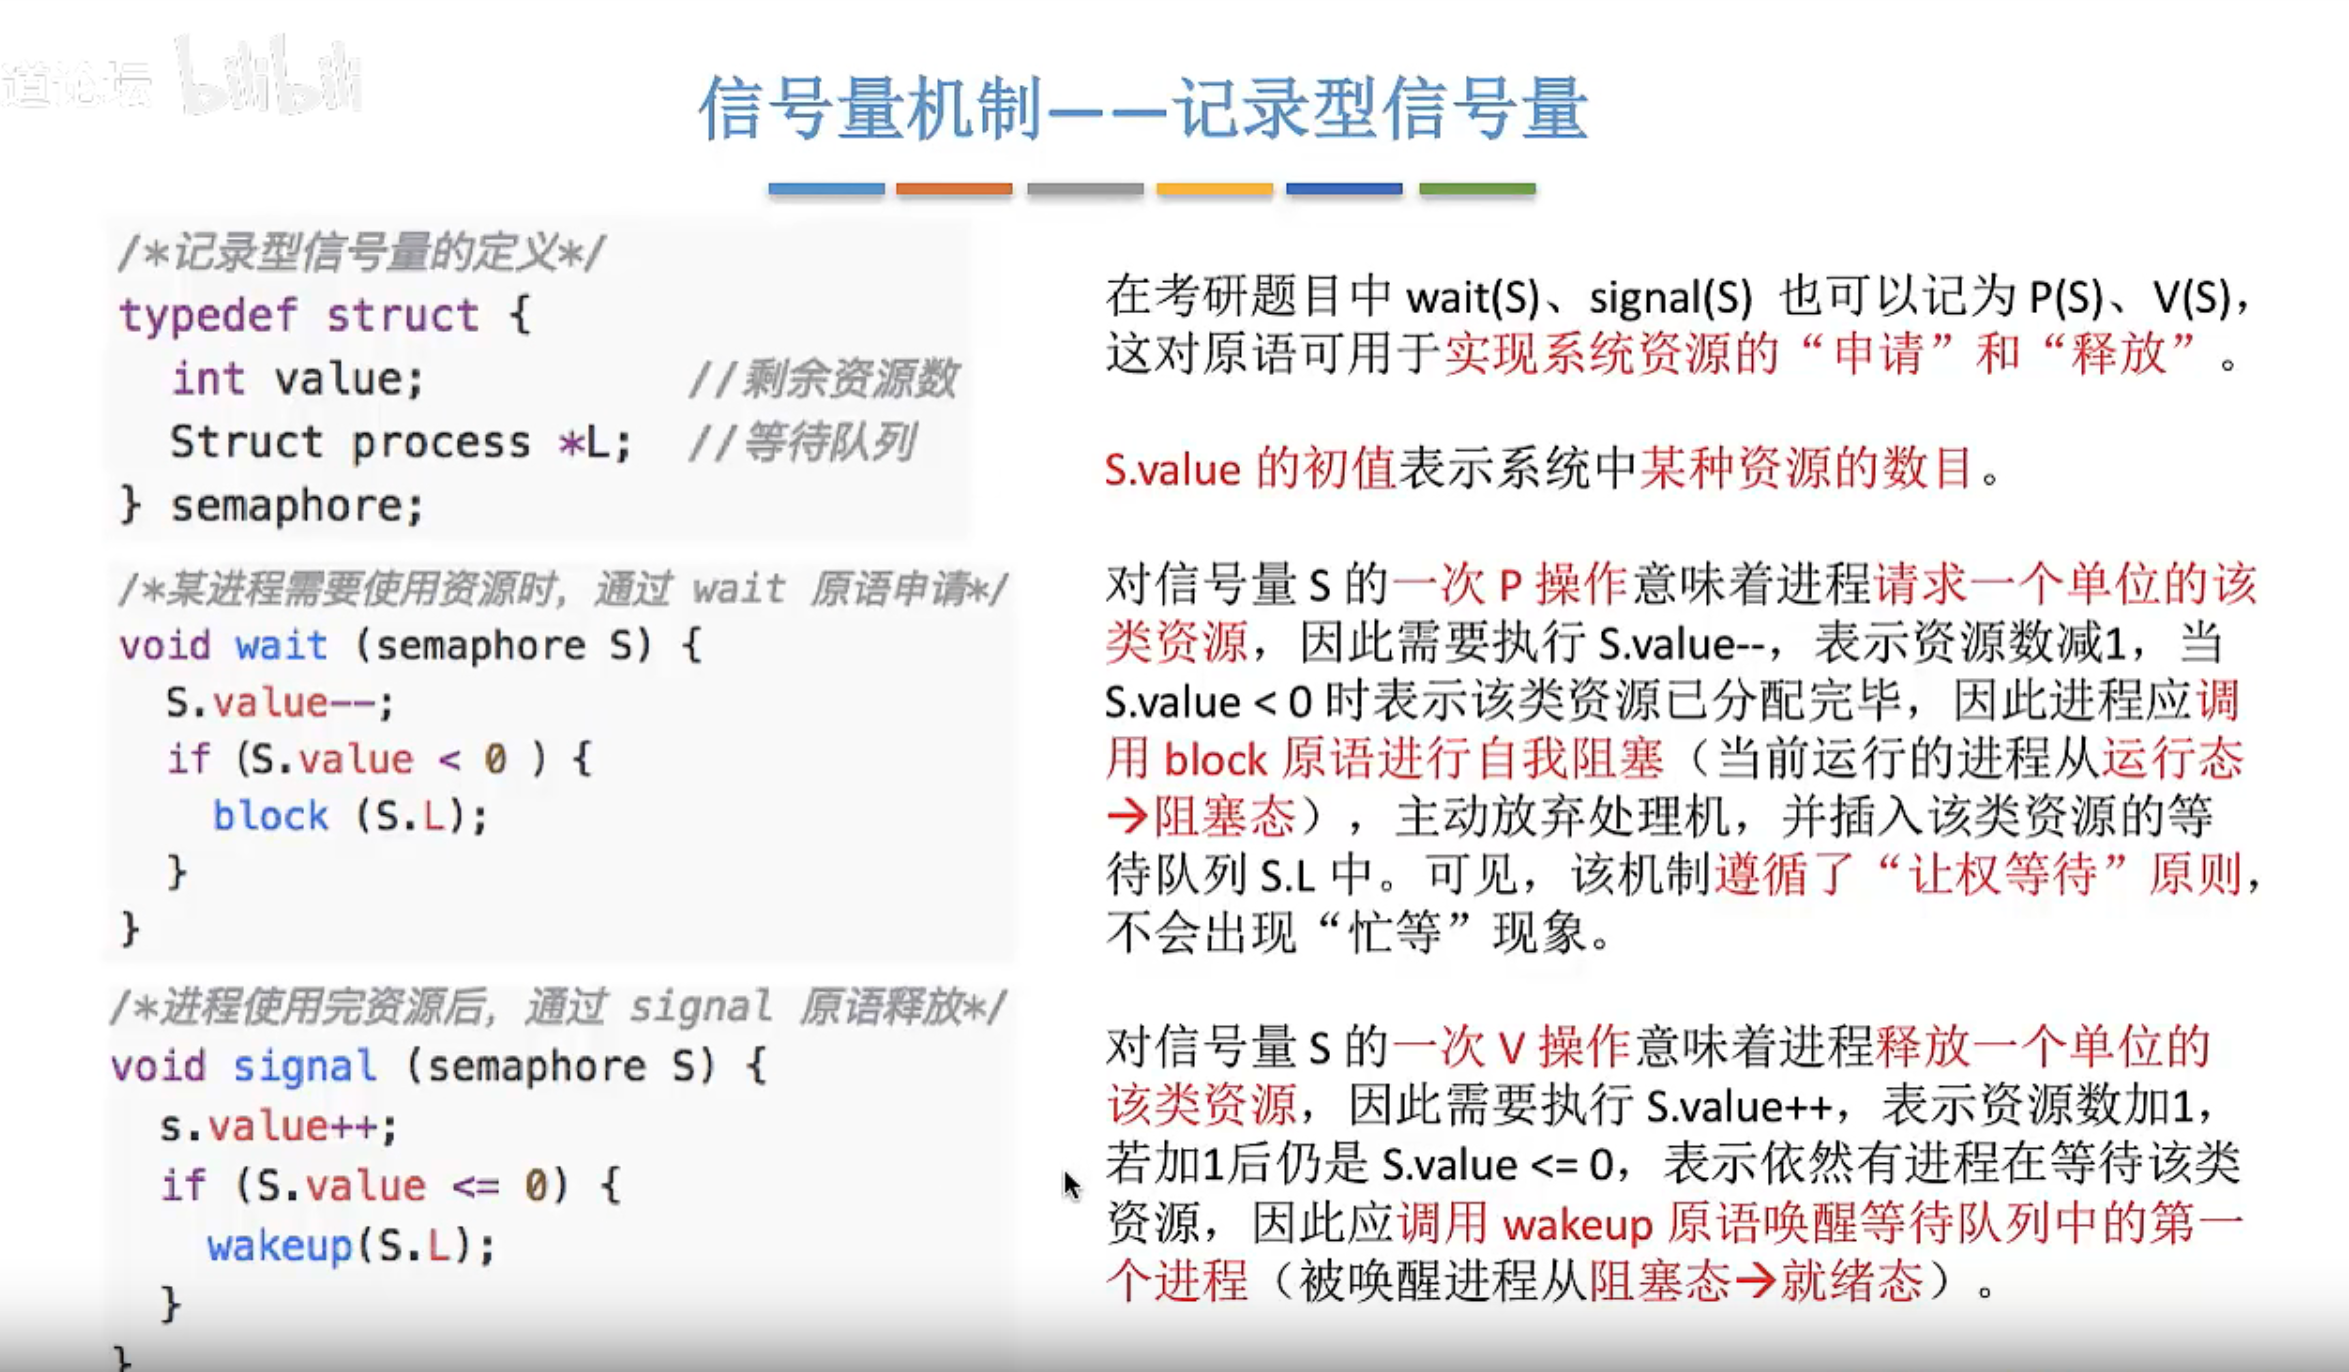 道论坛 bilibili
信号量机制——记录型信号量
/*记录型信号量的定义*/
typedef struct {
int value; //剩余资源数
Struct process *L; //等待队列
} semaphore;
/*某进程需要使用资源时，通过 wait 原语申请*/
void wait (semaphore S) {
S.value--;
if (S.value < 0 ) {
block (S.L);
}
}
/*进程使用完资源后，通过 signal 原语释放*/
void signal (semaphore S) {
s.value++;
if (S.value <= 0) {
wakeup(S.L);
}
}
在考研题目中 wait(S)、signal(S) 也可以记为 P(S)、V(S)，
这对原语可用于实现系统资源的“申请”和“释放”。
S.value 的初值表示系统中某种资源的数目。
对信号量 S 的一次 P 操作意味着进程请求一个单位的该
类资源，因此需要执行 S.value--，表示资源数减1，当
S.value < 0 时表示该类资源已分配完毕，因此进程应调
用 block 原语进行自我阻塞（当前运行的进程从运行态
→阻塞态），主动放弃处理机，并插入该类资源的等
待队列 S.L 中。可见，该机制遵循了“让权等待”原则，
不会出现“忙等”现象。
对信号量 S 的一次 V 操作意味着进程释放一个单位的
该类资源，因此需要执行 S.value++，表示资源数加1，
若加1后仍是 S.value <= 0，表示依然有进程在等待该类
资源，因此应调用 wakeup 原语唤醒等待队列中的第一
个进程（被唤醒进程从阻塞态→就绪态）。